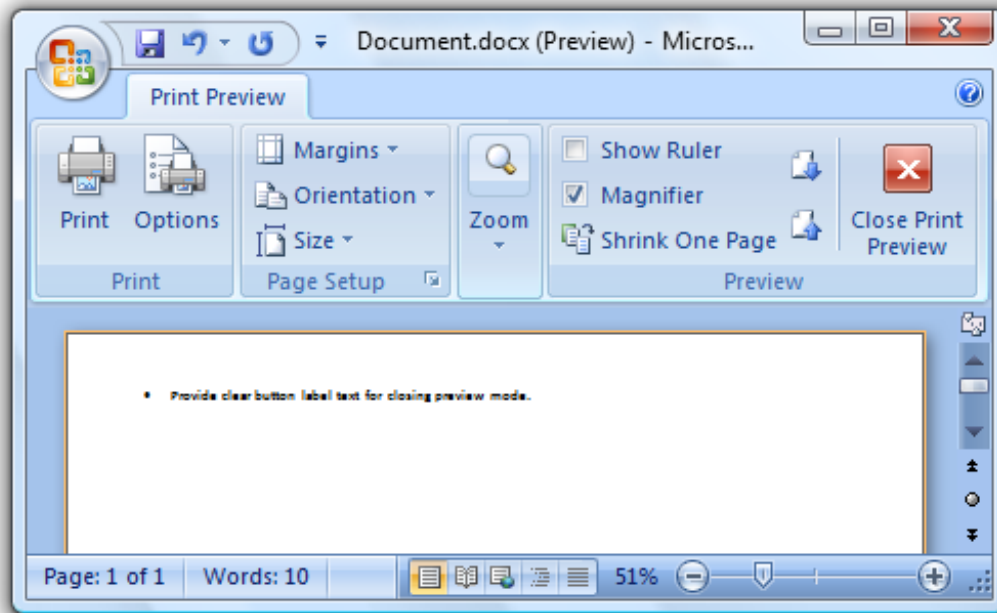 Document.docx (Preview) - Micros...
Print Preview
Print
Options
Margins
Orientation
Size
Zoom
Show Ruler
Magnifier
Shrink One Page
Close Print
Preview
Print
Page Setup
Preview
• Provide clear button label text for closing preview mode.
Page: 1 of 1
Words: 10
51%